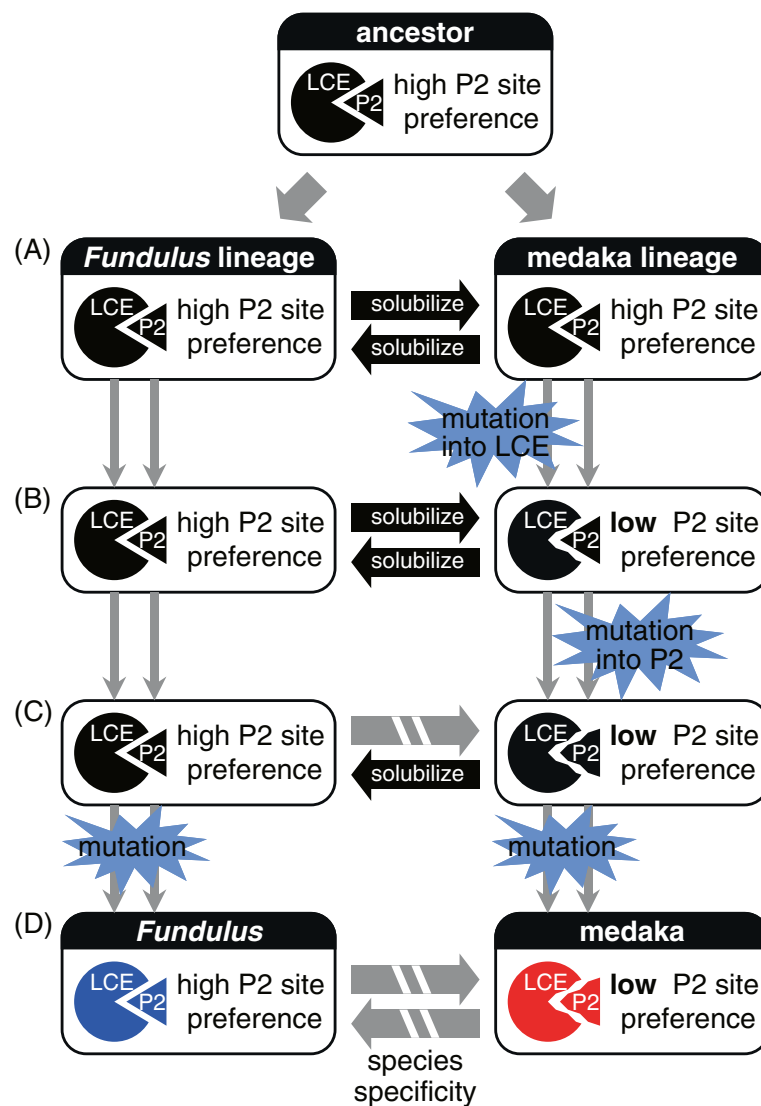 ancestor
LCE
P2
high P2 site
preference
(A)
Fundulus lineage
LCE
P2
high P2 site
preference
solubilize
solubilize
medaka lineage
LCE
P2
high P2 site
preference
mutation
into LCE
(B)
LCE
P2
high P2 site
preference
solubilize
solubilize
LCE
P2
low P2 site
preference
mutation
into P2
(C)
LCE
P2
high P2 site
preference
solubilize
LCE
P2
low P2 site
preference
mutation
mutation
(D)
Fundulus
LCE
P2
high P2 site
preference
species
specificity
medaka
LCE
P2
low P2 site
preference